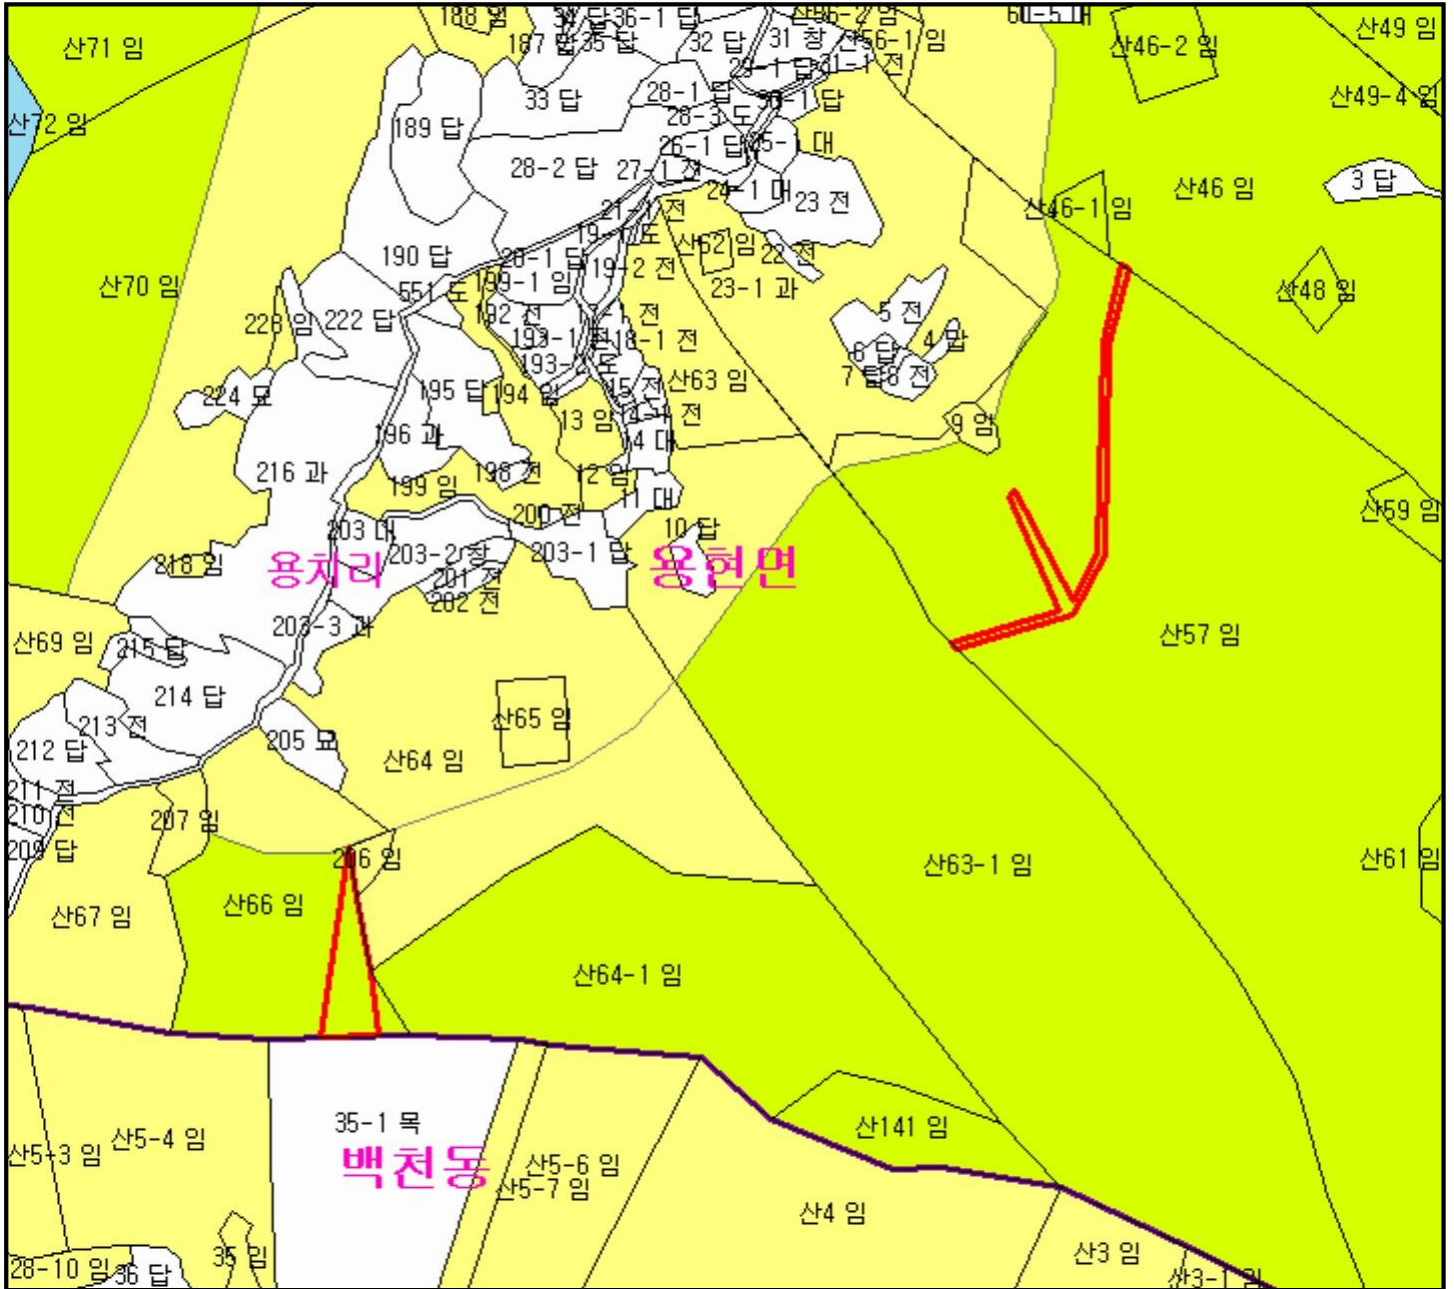 188 임
34 답
36-1 답
산56-2 임
산49 임
산71 임
187 답
35 답
32 답
31 창
산56-1 임
산46-2 임
29-1 답
31-1 전
33 답
28-1 답
산49-4 임
산72 임
189 답
28-3 도
26-1 답
28-2 답
27-1 전
24-1 대
23 전
산46 임
3 답
21-1 전
산46-1 임
19-1 도
산62 임
22 전
190 답
20-1 답
19-2 전
산70 임
551 도
199-1 임
23-1 과
산48 임
223 임
222 답
192 전
5 전
193-1 전
18-1 전
4 답
6 답
195 답
194 임
15 전
산63 임
7 답
8 전
224 묘
13 임
14-1 전
196 과
14 대
9 임
216 과
198 전
12 임
199 임
11 대
산59 임
200 전
203 대
10 답
218 임
용치리
203-2 창
203-1 답
용현면
201 전
202 전
203-3 과
산57 임
산69 임
215 답
214 답
213 전
산65 임
212 답
205 묘
산64 임
211 전
210 전
207 임
209 답
206 임
산63-1 임
산61 임
산66 임
산67 임
산64-1 임
35-1 목
산141 임
산5-4 임
산5-3 임
백천동
산5-6 임
산5-7 임
산4 임
35 임
산3 임
28-10 임
36 답
산3-1 임